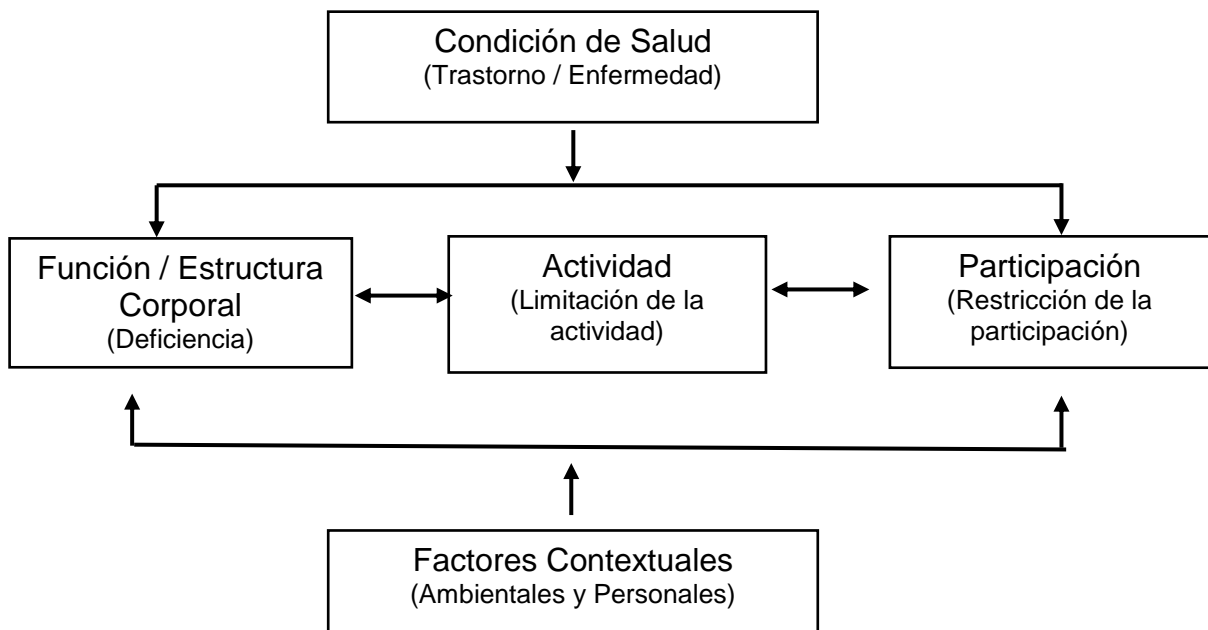 Condición de Salud
(Trastorno / Enfermedad)
Función / Estructura
Corporal
(Deficiencia)
Actividad
(Limitación de la
actividad)
Participación
(Restricción de la
participación)
Factores Contextuales
(Ambientales y Personales)